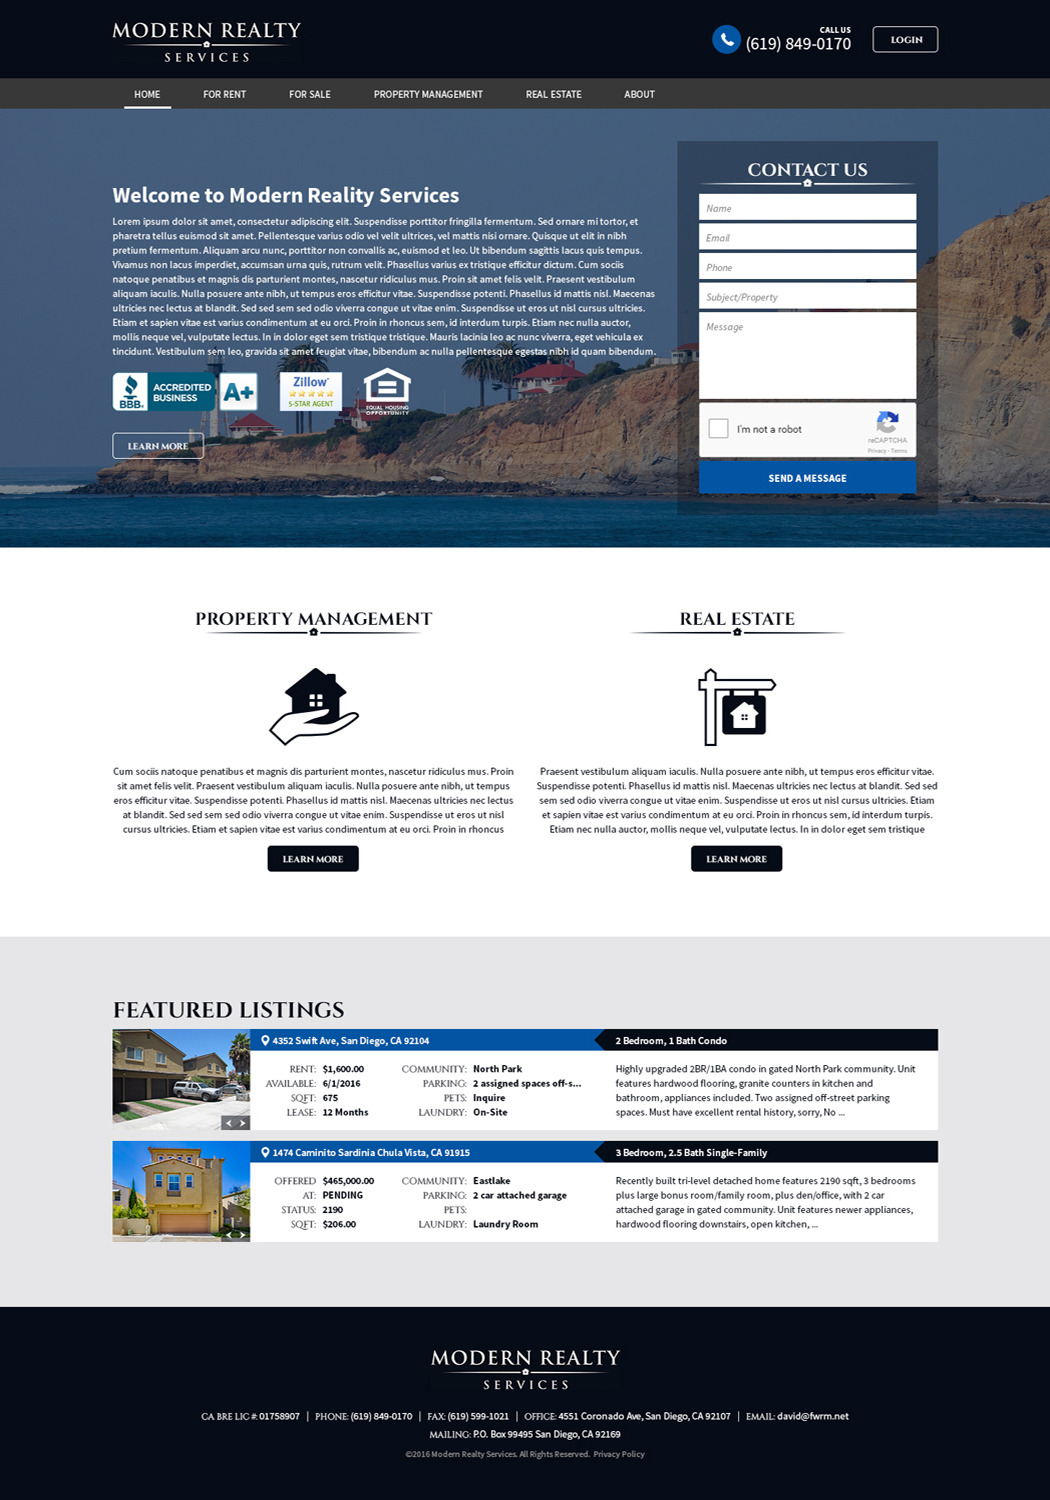 MODERN REALTY
SERVICES
CALL US
(619) 849-0170
LOGIN
HOME FOR RENT FOR SALE PROPERTY MANAGEMENT REAL ESTATE ABOUT
Welcome to Modern Reality Services
Lorem ipsum dolor sit amet, consectetur adipiscing elit. Suspendisse porttitor fringilla fermentum. Sed ornare mi tortor, et
pharetra tellus euismod sit amet. Pellentesque varius odio vel velit ultrices, vel mattis nisi ornare. Quisque ut elit in nibh
pretium fermentum. Aliquam arcu nunc, porttitor non convallis ac, euismod et leo. Ut bibendum sagittis lacus quis tempus.
Vivamus non lacus imperdiet, accumsan urna quis, rutrum velit. Phasellus varius ex tristique efficitur dictum. Cum sociis
natoque penatibus et magnis dis parturient montes, nascetur ridiculus mus. Proin sit amet felis velit. Praesent vestibulum
aliquam iaculis. Nulla posuere ante nibh, ut tempus eros efficitur vitae. Suspendisse potenti. Phasellus id mattis nisl. Maecenas
ultricies nec lectus at blandit. Sed sed sem sed odio viverra congue ut vitae enim. Suspendisse ut eros ut nisl cursus ultricies.
Etiam et sapien vitae est varius condimentum at eu orci. Proin in rhoncus sem, id interdum turpis. Etiam nec nulla auctor,
mollis neque vel, vulputate lectus. In in dolor eget sem tristique tristique. Mauris lacinia leo ac nunc viverra, eget vehicula ex
tincidunt. Vestibulum sem leo, gravida sit amet feugiat vitae, bibendum ac nulla pellentesque egestas nibh id quam bibendum.
BBB.
ACCREDITED
BUSINESS
A+
Zillow
5-STAR AGENT
EQUAL HOUSING
OPPORTUNITY
LEARN MORE
CONTACT US
Name
Email
Phone
Subject/Property
Message
I'm not a robot
reCAPTCHA
Privacy - Terms
SEND A MESSAGE
PROPERTY MANAGEMENT
Cum sociis natoque penatibus et magnis dis parturient montes, nascetur ridiculus mus. Proin
sit amet felis velit. Praesent vestibulum aliquam iaculis. Nulla posuere ante nibh, ut tempus
eros efficitur vitae. Suspendisse potenti. Phasellus id mattis nisl. Maecenas ultricies nec lectus
at blandit. Sed sed sem sed odio viverra congue ut vitae enim. Suspendisse ut eros ut nisl
cursus ultricies. Etiam et sapien vitae est varius condimentum at eu orci. Proin in rhoncus
LEARN MORE
REAL ESTATE
Praesent vestibulum aliquam iaculis. Nulla posuere ante nibh, ut tempus eros efficitur vitae.
Suspendisse potenti. Phasellus id mattis nisl. Maecenas ultricies nec lectus at blandit. Sed sed
sem sed odio viverra congue ut vitae enim. Suspendisse ut eros ut nisl cursus ultricies. Etiam
et sapien vitae est varius condimentum at eu orci. Proin in rhoncus sem, id interdum turpis.
Etiam nec nulla auctor, mollis neque vel, vulputate lectus. In in dolor eget sem tristique
LEARN MORE
FEATURED LISTINGS
4352 Swift Ave, San Diego, CA 92104
2 Bedroom, 1 Bath Condo
RENT: $1,600.00
AVAILABLE: 6/1/2016
SQFT: 675
LEASE: 12 Months
COMMUNITY: North Park
PARKING: 2 assigned spaces off-s...
PETS: Inquire
LAUNDRY: On-Site
Highly upgraded 2BR/1BA condo in gated North Park community. Unit
features hardwood flooring, granite counters in kitchen and
bathroom, appliances included. Two assigned off-street parking
spaces. Must have excellent rental history, sorry, No ...
1474 Caminito Sardinia Chula Vista, CA 91915
3 Bedroom, 2.5 Bath Single-Family
OFFERED $465,000.00
AT: PENDING
STATUS: 2190
SQFT: $206.00
COMMUNITY: Eastlake
PARKING: 2 car attached garage
PETS:
LAUNDRY: Laundry Room
Recently built tri-level detached home features 2190 sqft, 3 bedrooms
plus large bonus room/family room, plus den/office, with 2 car
attached garage in gated community. Unit features newer appliances,
hardwood flooring downstairs, open kitchen, ...
MODERN REALTY
SERVICES
CA BRE LIC #: 01758907 | PHONE: (619) 849-0170 | FAX: (619) 599-1021 | OFFICE: 4551 Coronado Ave, San Diego, CA 92107 | EMAIL: david@fwrm.net
MAILING: P.O. Box 99495 San Diego, CA 92169
©2016 Modern Realty Services. All Rights Reserved. Privacy Policy